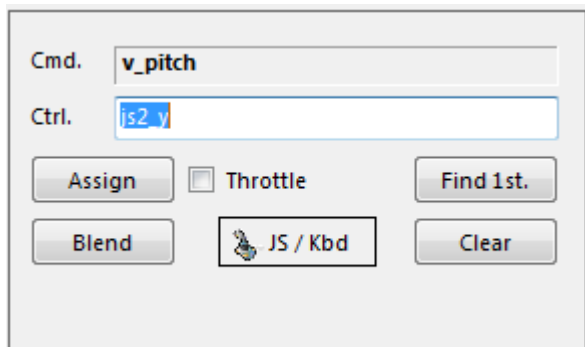 Cmd. v_pitch
Ctrl. js2_y
Assign Throttle Find 1st.
Blend JS / Kbd Clear